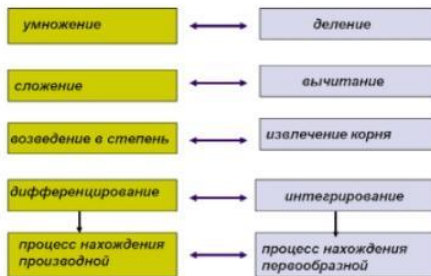 умножение
деление
сложение
вычитание
возведение в степень
извлечение корня
дифференцирование
интегрирование
процесс нахождения
производной
процесс нахождения
первообразной